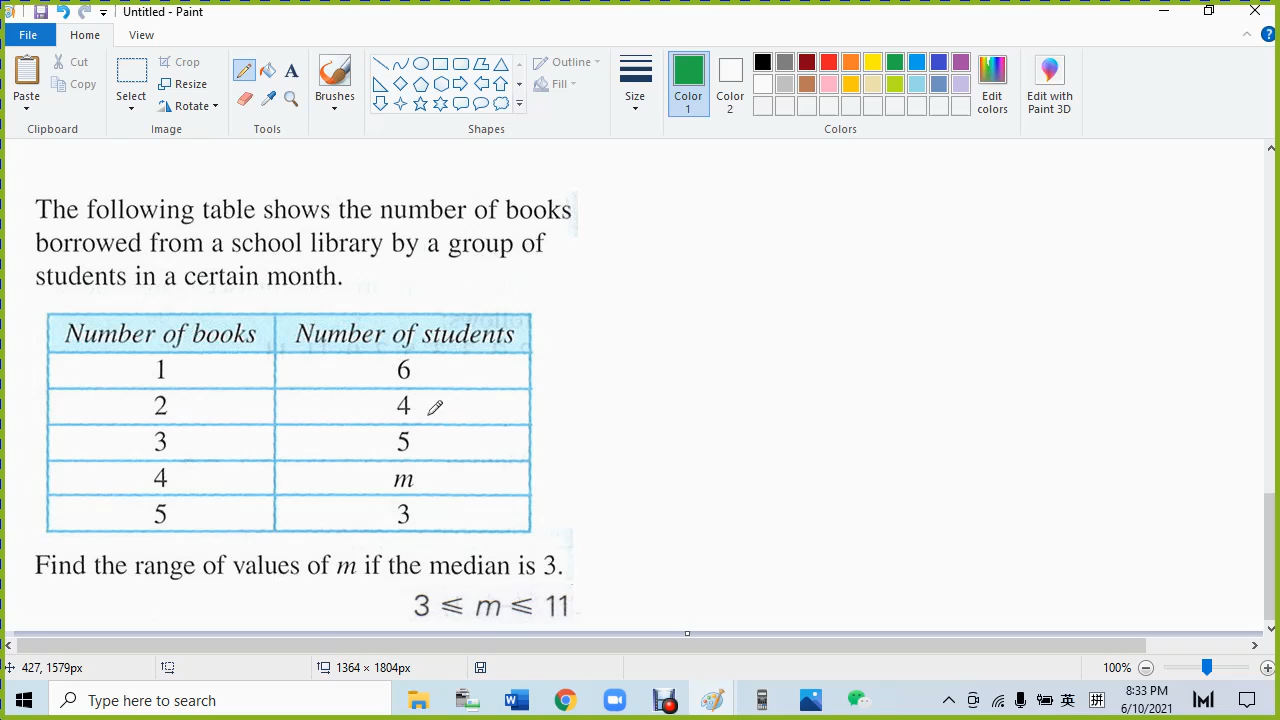 Untitled - Paint
File Home View
Paste Cut Copy
Clipboard
Select Crop Resize Rotate
Image
A
Tools
Brushes
Outline Fill
Shapes
Size
Color 1 Color 2
Edit colors
Colors
Edit with Paint 3D
The following table shows the number of books
borrowed from a school library by a group of
students in a certain month.
Number of books Number of students
1 6
2 4
3 5
4 m
5 3
Find the range of values of m if the median is 3.
3 ⩽ m ⩽ 11
427, 1579px 1364 × 1804px 100%
Type here to search
英 拼 8:33 PM
6/10/2021